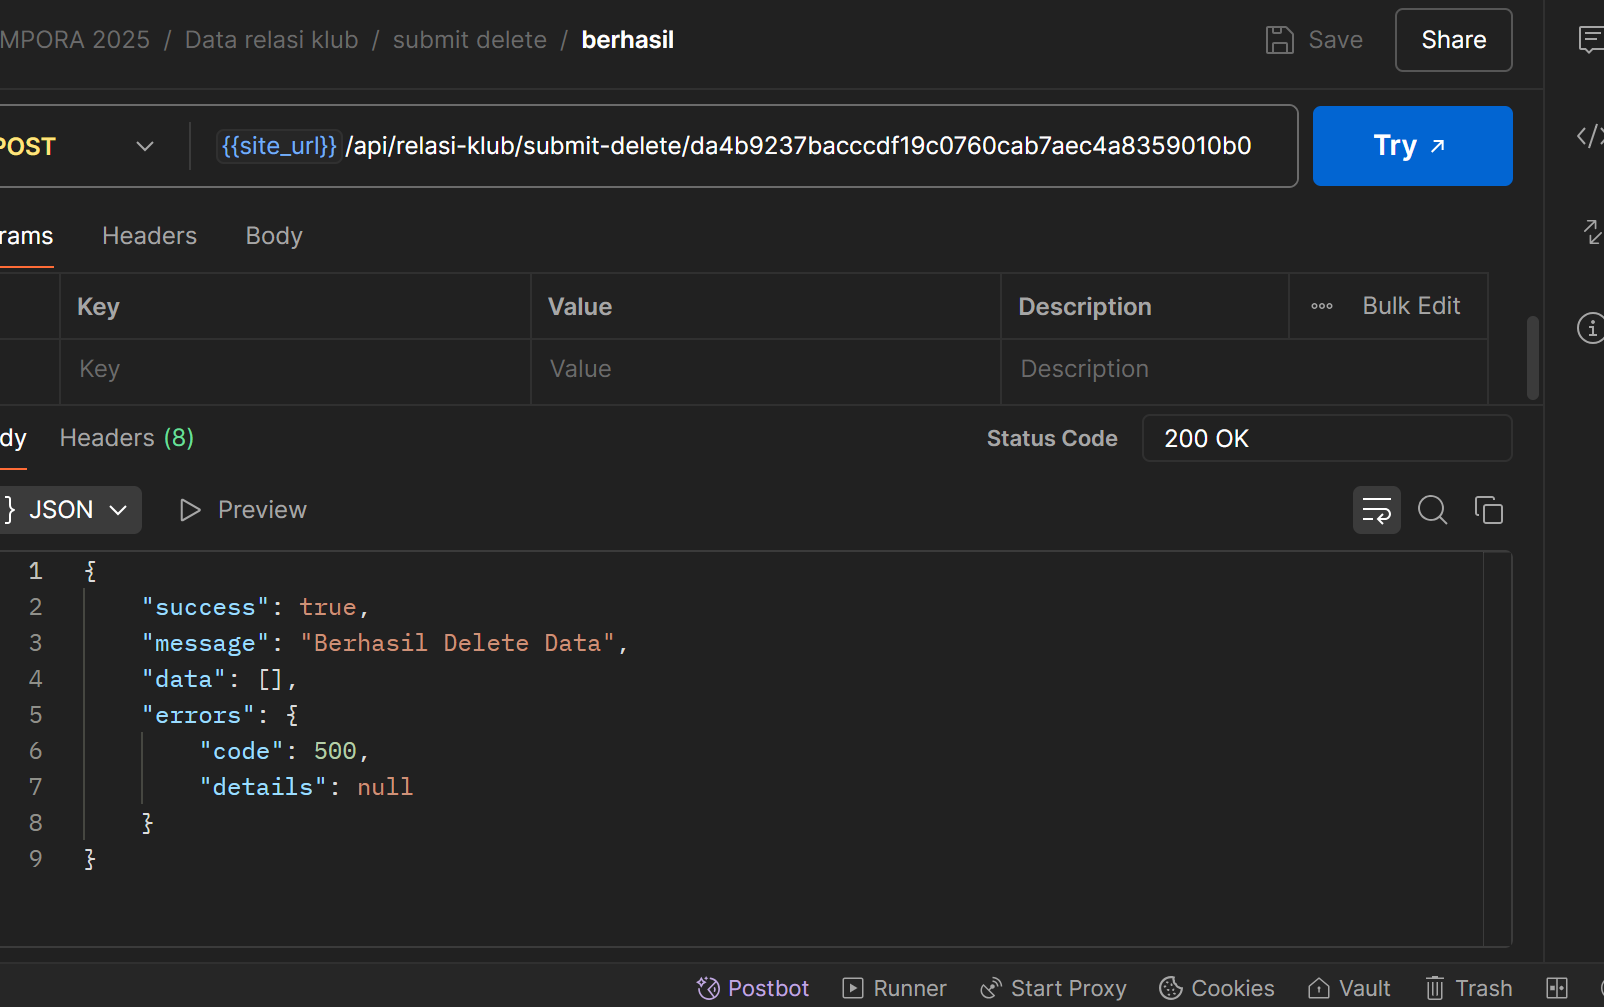 MPORA 2025 / Data relasi klub / submit delete / berhasil
Save
Share
POST
{{site_url}} /api/relasi-klub/submit-delete/da4b9237bacccdf19c0760cab7aec4a8359010b0
Try
rams
Headers
Body
Key
Value
Description
Bulk Edit
Key
Value
Description
dy
Headers (8)
Status Code
200 OK
} JSON
Preview
1 {
2 "success": true,
3 "message": "Berhasil Delete Data",
4 "data": [],
5 "errors": {
6 "code": 500,
7 "details": null
8 }
9 }
Postbot
Runner
Start Proxy
Cookies
Vault
Trash